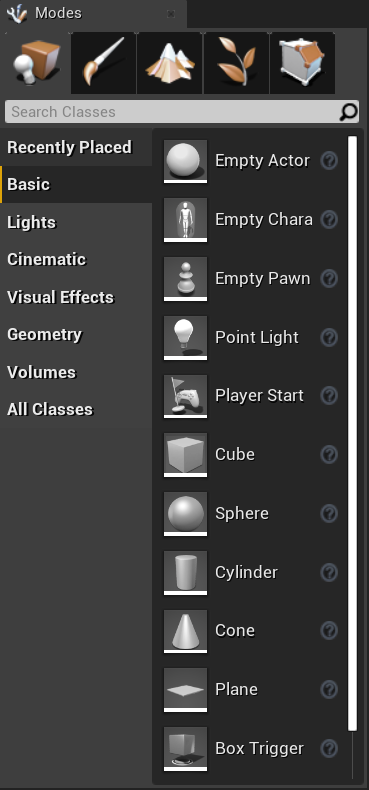 Modes
Search Classes
Recently Placed
Basic
Lights
Cinematic
Visual Effects
Geometry
Volumes
All Classes
Empty Actor
Empty Chara
Empty Pawn
Point Light
Player Start
Cube
Sphere
Cylinder
Cone
Plane
Box Trigger